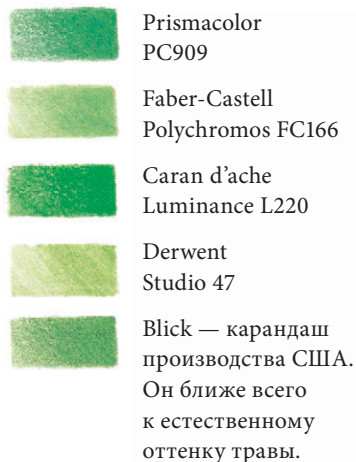 Prismacolor
PC909
Faber-Castell
Polychromos FC166
Caran d’ache
Luminance L220
Derwent
Studio 47
Blick — карандаш
производства США.
Он ближе всего
к естественному
оттенку травы.